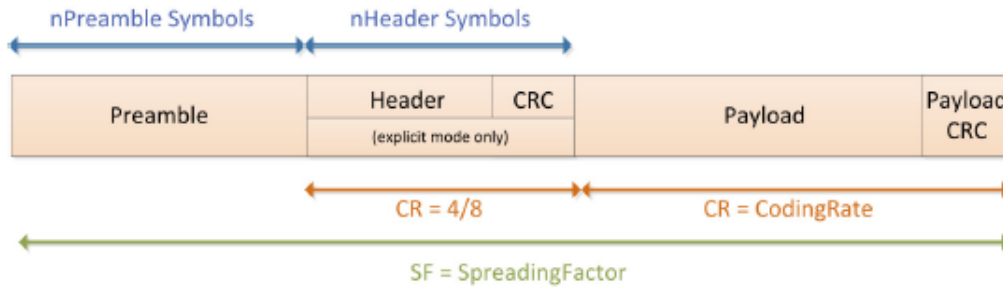 nPreamble Symbols nHeader Symbols
Preamble
Header CRC
(explicit mode only)
Payload
Payload
CRC
CR = 4/8 CR = CodingRate
SF = SpreadingFactor